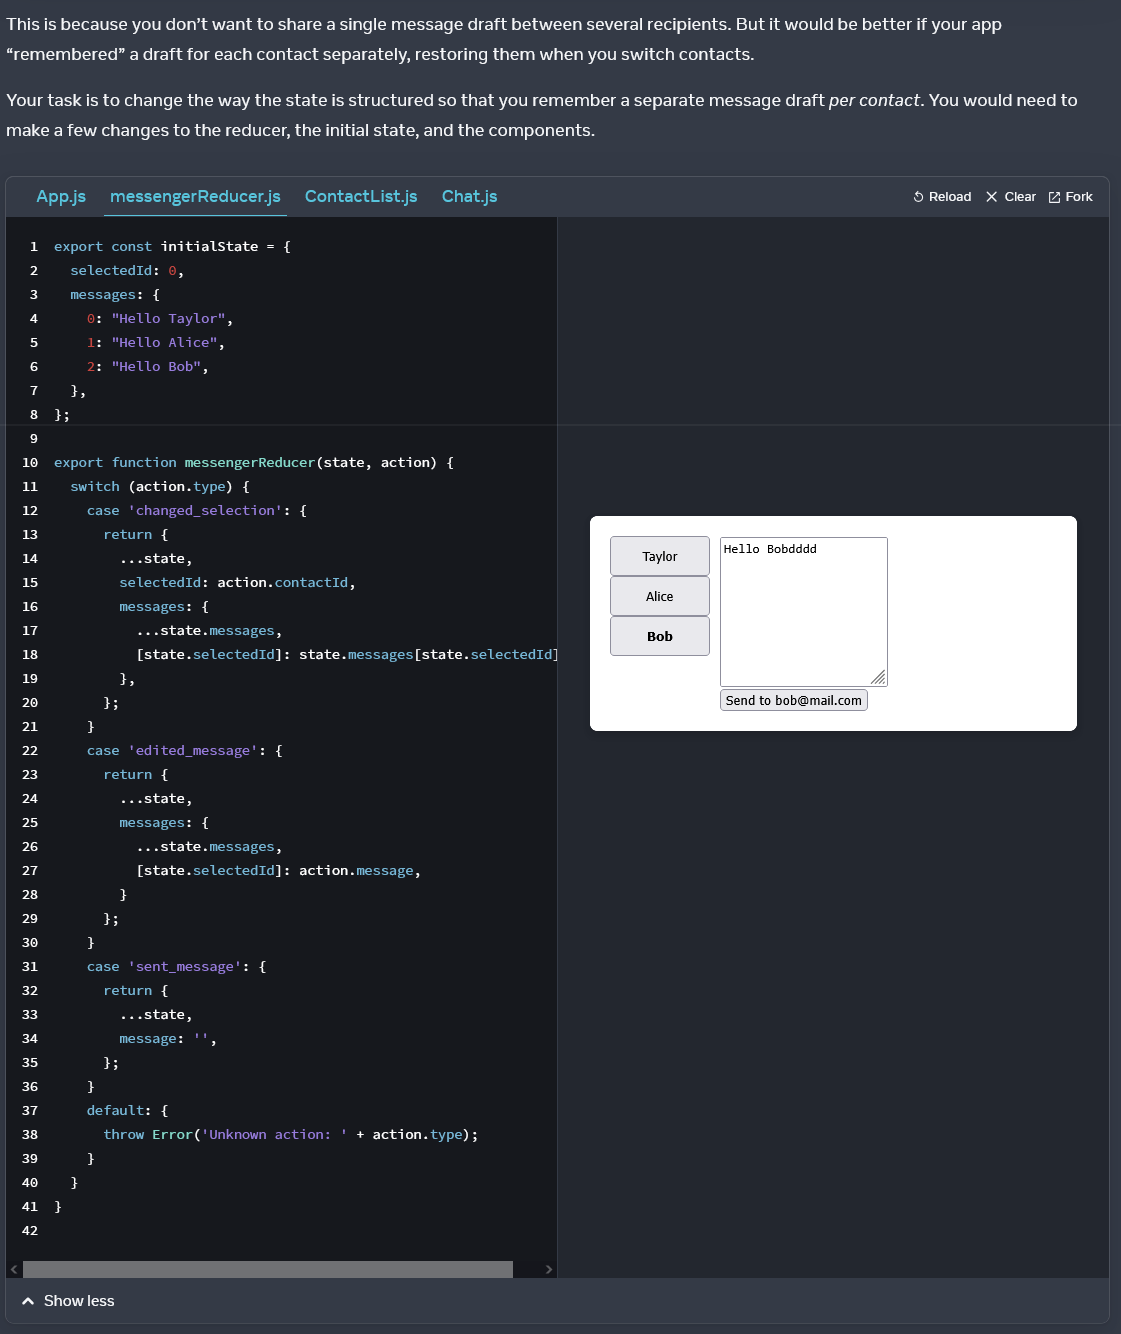 This is because you don’t want to share a single message draft between several recipients. But it would be better if your app
“remembered” a draft for each contact separately, restoring them when you switch contacts.
Your task is to change the way the state is structured so that you remember a separate message draft per contact. You would need to
make a few changes to the reducer, the initial state, and the components.
App.js messengerReducer.js ContactList.js Chat.js Reload Clear Fork
1 export const initialState = {
2 selectedId: 0,
3 messages: {
4 0: "Hello Taylor",
5 1: "Hello Alice",
6 2: "Hello Bob",
7 },
8 };
9
10 export function messengerReducer(state, action) {
11 switch (action.type) {
12 case 'changed_selection': {
13 return {
14 ...state,
15 selectedId: action.contactId,
16 messages: {
17 ...state.messages,
18 [state.selectedId]: state.messages[state.selectedId]
19 },
20 };
21 }
22 case 'edited_message': {
23 return {
24 ...state,
25 messages: {
26 ...state.messages,
27 [state.selectedId]: action.message,
28 }
29 };
30 }
31 case 'sent_message': {
32 return {
33 ...state,
34 message: '',
35 };
36 }
37 default: {
38 throw Error('Unknown action: ' + action.type);
39 }
40 }
41 }
42
Taylor
Alice
Bob
Hello Bobdddd
Send to bob@mail.com
Show less